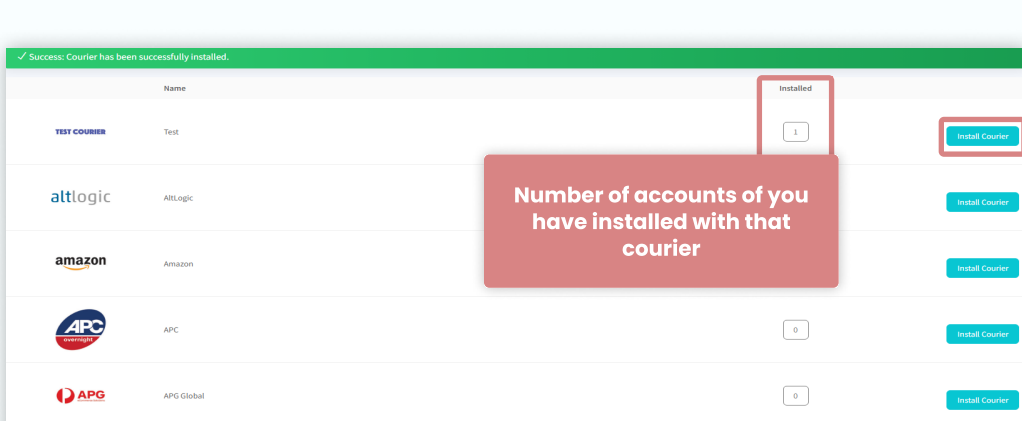 ✓ Success: Courier has been successfully installed.
Name Installed
TEST COURIER Test 1 Install Courier
altlogic AltLogic Install Courier
Number of accounts of you
have installed with that
courier
amazon Amazon Install Courier
APC overnight APC 0 Install Courier
APG APG Global 0 Install Courier